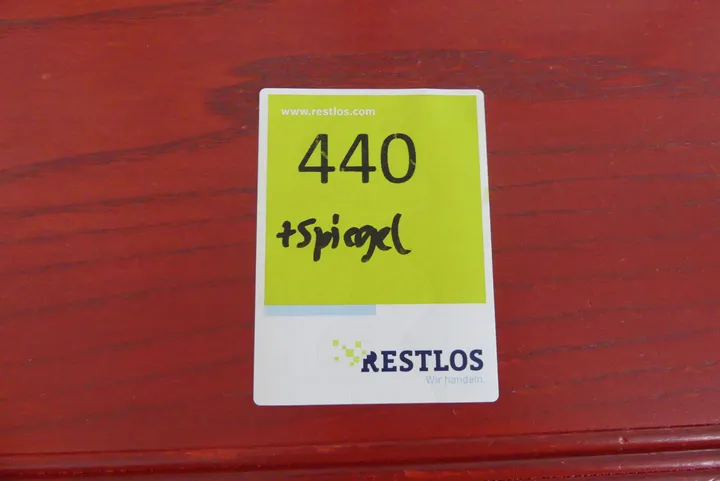 www.restlos.com
440
+Spiegel
RESTLOS
Wir handeln.